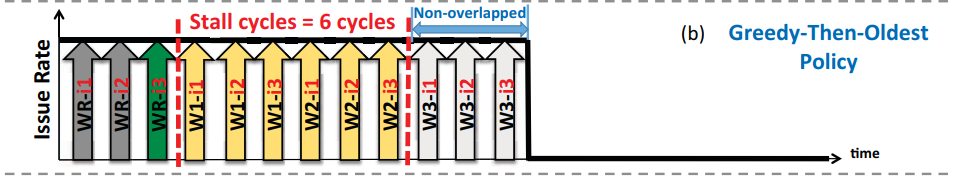 Stall cycles = 6 cycles
Non-overlapped
(b) Greedy-Then-Oldest
Policy
Issue Rate
WR-i1
WR-i2
WR-i3
W1-i1
W1-i2
W1-i3
W2-i1
W2-i2
W2-i3
W3-i1
W3-i2
W3-i3
time